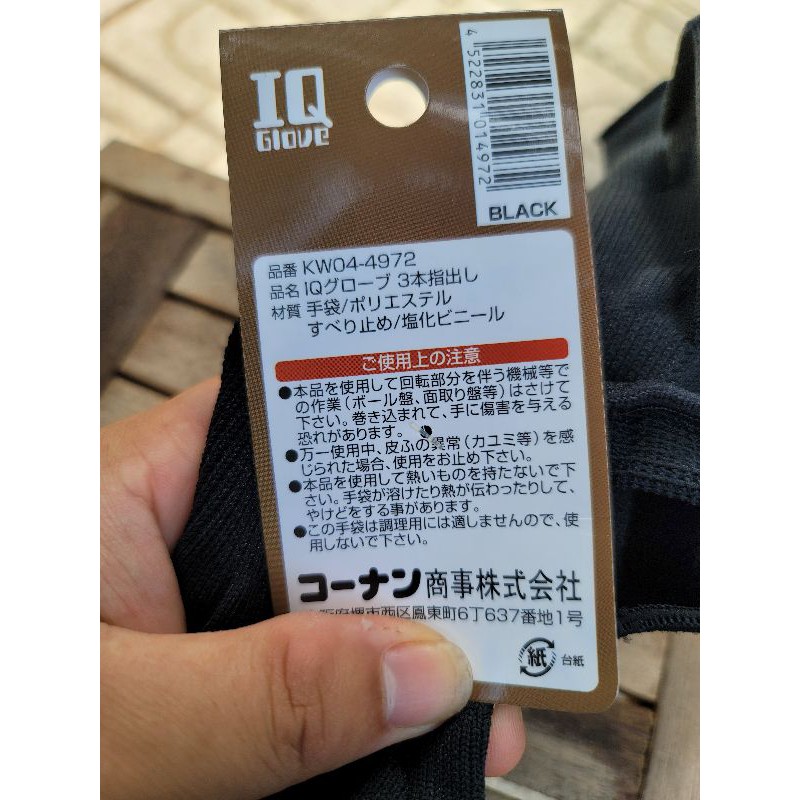 IQ
Glove
4 522831 014972
BLACK
品番 KW04-4972
品名 IQグローブ 3本指出し
材質 手袋/ポリエステル
すべり止め/塩化ビニール
ご使用上の注意
●本品を使用して回転部分を伴う機械等で
の作業(ボール盤、面取り盤等)はさけて
下さい。巻き込まれて、手に傷害を与える
恐れがあります。
●万一使用中、皮ふの異常(カユミ等)を感
じられた場合、使用をお止め下さい。
●本品を使用して熱いものを持たないで下
さい。手袋が溶けたり熱が伝わったりして、
やけどをする事があります。
●この手袋は調理用には適しませんので、使
用しないで下さい。
コーナン商事株式会社
府堺市西区鳳東町6丁637番地1号
紙 台紙